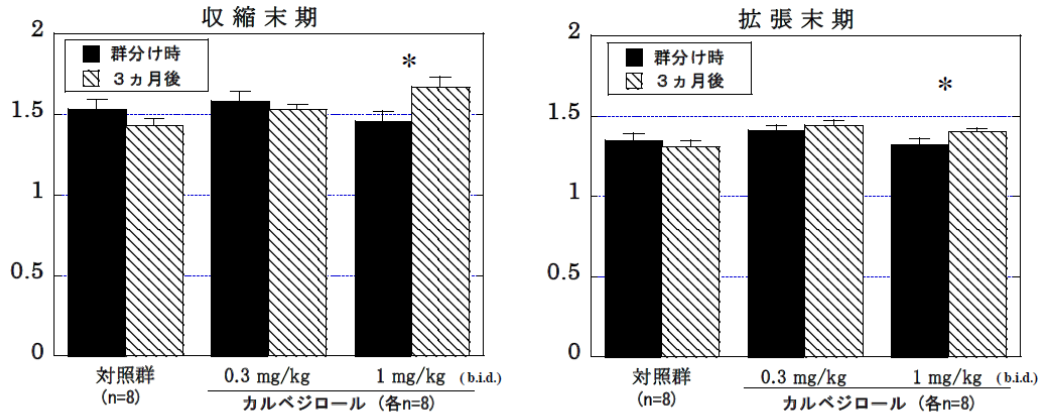 収縮末期
2
1.5
1
0.5
0
群分け時
3ヵ月後
*
対照群
(n=8)
0.3 mg/kg
1 mg/kg (b.i.d.)
カルベジロール (各n=8)
拡張末期
2
1.5
1
0.5
0
群分け時
3ヵ月後
*
対照群
(n=8)
0.3 mg/kg
1 mg/kg (b.i.d.)
カルベジロール (各n=8)